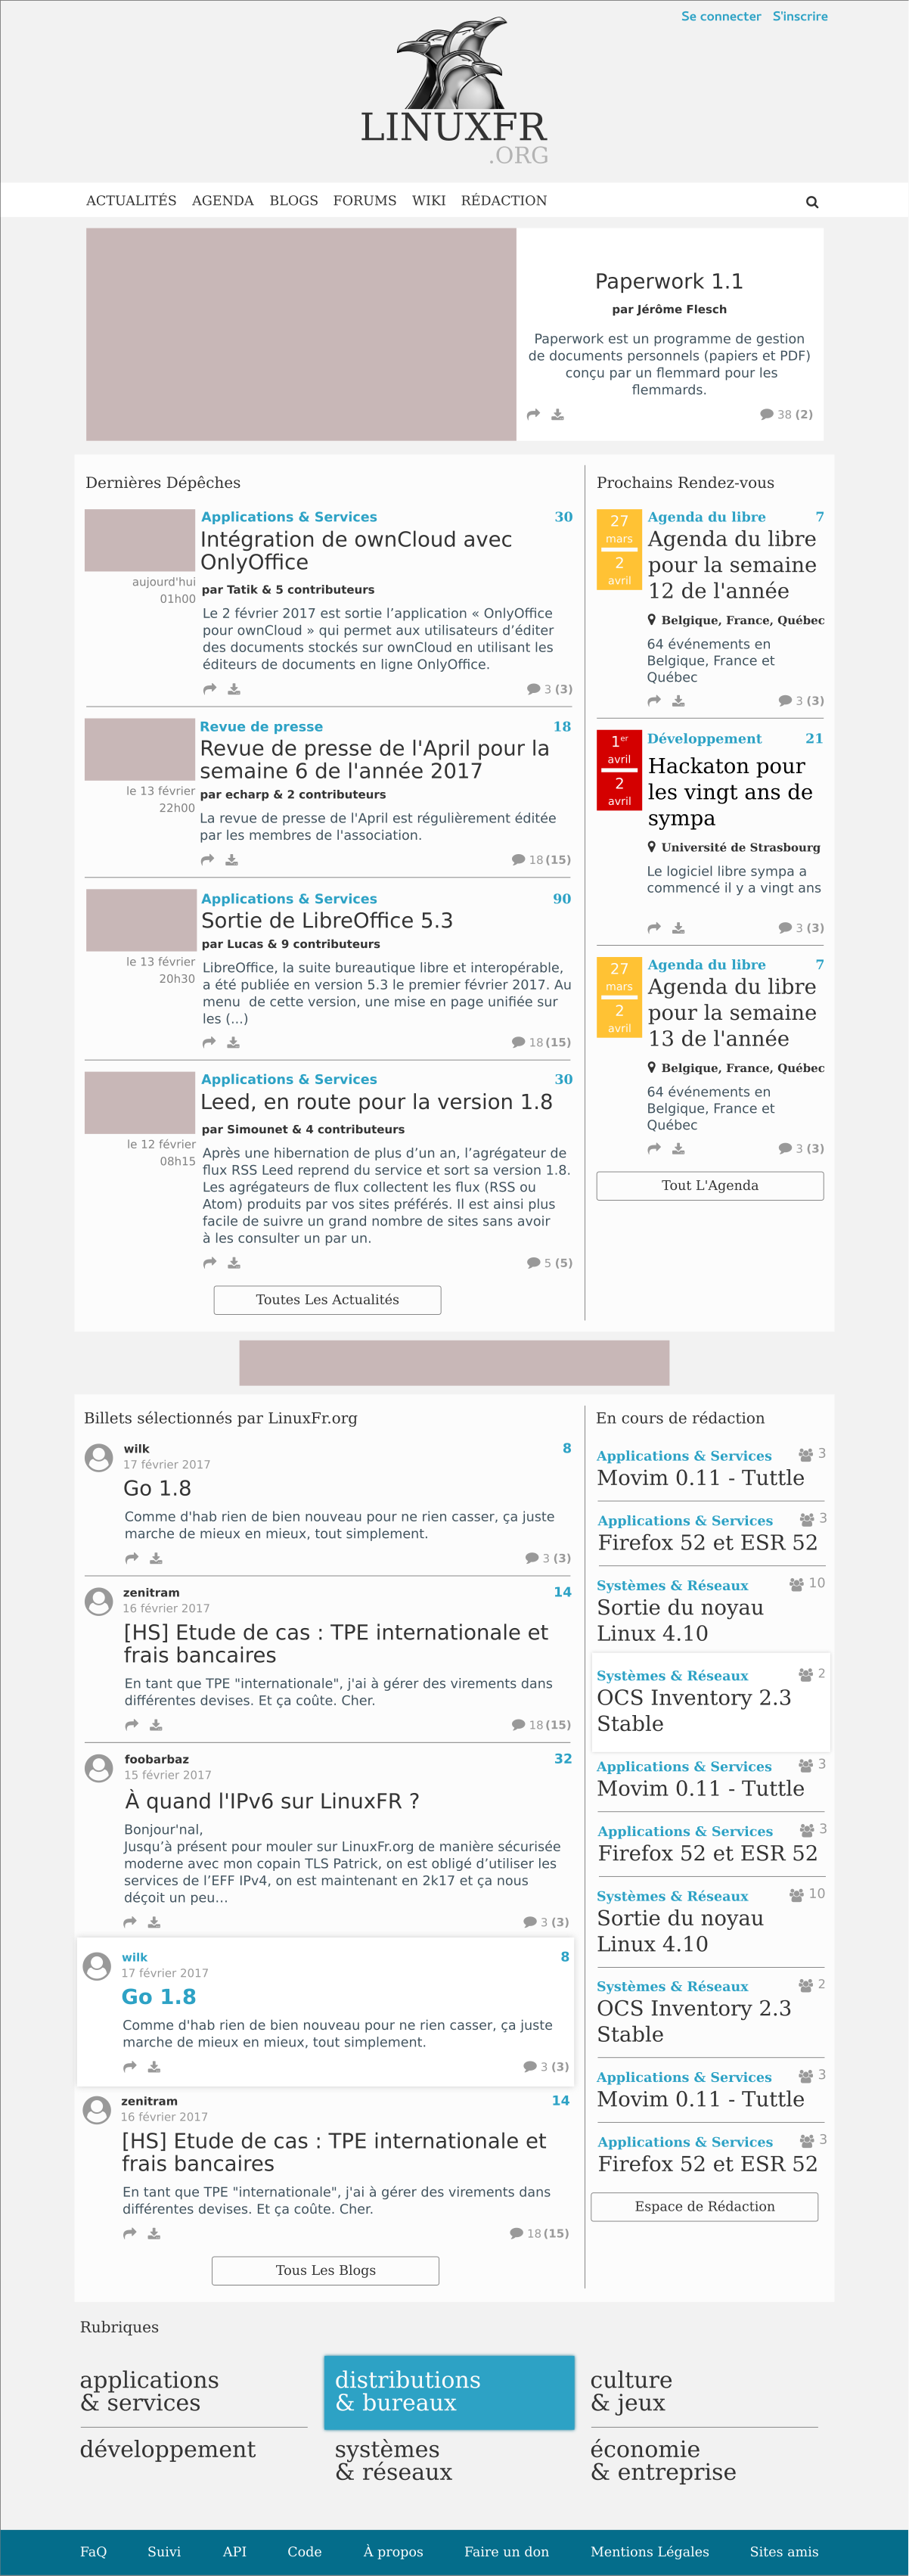 Se connecter S'inscrire
LINUXFR
.ORG
ACTUALITÉS AGENDA BLOGS FORUMS WIKI RÉDACTION
Paperwork 1.1
par Jérôme Flesch
Paperwork est un programme de gestion
de documents personnels (papiers et PDF)
conçu par un flemmard pour les
flemmards.
38 (2)
Dernières Dépêches
Applications & Services 30
Intégration de ownCloud avec
OnlyOffice
aujourd'hui
01h00
par Tatik & 5 contributeurs
Le 2 février 2017 est sortie l’application « OnlyOffice
pour ownCloud » qui permet aux utilisateurs d’éditer
des documents stockés sur ownCloud en utilisant les
éditeurs de documents en ligne OnlyOffice.
3 (3)
Revue de presse 18
Revue de presse de l'April pour la
semaine 6 de l'année 2017
le 13 février
22h00
par echarp & 2 contributeurs
La revue de presse de l'April est régulièrement éditée
par les membres de l'association.
18 (15)
Applications & Services 90
Sortie de LibreOffice 5.3
par Lucas & 9 contributeurs
le 13 février
20h30
LibreOffice, la suite bureautique libre et interopérable,
a été publiée en version 5.3 le premier février 2017. Au
menu  de cette version, une mise en page unifiée sur
les (...)
18 (15)
Applications & Services 30
Leed, en route pour la version 1.8
par Simounet & 4 contributeurs
le 12 février
08h15
Après une hibernation de plus d’un an, l’agrégateur de
flux RSS Leed reprend du service et sort sa version 1.8.
Les agrégateurs de flux collectent les flux (RSS ou
Atom) produits par vos sites préférés. Il est ainsi plus
facile de suivre un grand nombre de sites sans avoir
à les consulter un par un.
5 (5)
Toutes Les Actualités
Prochains Rendez-vous
27
mars
2
avril
Agenda du libre 7
Agenda du libre
pour la semaine
12 de l'année
Belgique, France, Québec
64 événements en
Belgique, France et
Québec
3 (3)
1er
avril
2
avril
Développement 21
Hackaton pour
les vingt ans de
sympa
Université de Strasbourg
Le logiciel libre sympa a
commencé il y a vingt ans
3 (3)
27
mars
2
avril
Agenda du libre 7
Agenda du libre
pour la semaine
13 de l'année
Belgique, France, Québec
64 événements en
Belgique, France et
Québec
3 (3)
Tout L'Agenda
Billets sélectionnés par LinuxFr.org
wilk 8
17 février 2017
Go 1.8
Comme d'hab rien de bien nouveau pour ne rien casser, ça juste
marche de mieux en mieux, tout simplement.
3 (3)
zenitram 14
16 février 2017
[HS] Etude de cas : TPE internationale et
frais bancaires
En tant que TPE "internationale", j'ai à gérer des virements dans
différentes devises. Et ça coûte. Cher.
18 (15)
foobarbaz 32
15 février 2017
À quand l'IPv6 sur LinuxFR ?
Bonjour'nal,
Jusqu’à présent pour mouler sur LinuxFr.org de manière sécurisée
moderne avec mon copain TLS Patrick, on est obligé d’utiliser les
services de l’EFF IPv4, on est maintenant en 2k17 et ça nous
déçoit un peu…
3 (3)
wilk 8
17 février 2017
Go 1.8
Comme d'hab rien de bien nouveau pour ne rien casser, ça juste
marche de mieux en mieux, tout simplement.
3 (3)
zenitram 14
16 février 2017
[HS] Etude de cas : TPE internationale et
frais bancaires
En tant que TPE "internationale", j'ai à gérer des virements dans
différentes devises. Et ça coûte. Cher.
18 (15)
Tous Les Blogs
En cours de rédaction
Applications & Services 3
Movim 0.11 - Tuttle
Applications & Services 3
Firefox 52 et ESR 52
Systèmes & Réseaux 10
Sortie du noyau
Linux 4.10
Systèmes & Réseaux 2
OCS Inventory 2.3
Stable
Applications & Services 3
Movim 0.11 - Tuttle
Applications & Services 3
Firefox 52 et ESR 52
Systèmes & Réseaux 10
Sortie du noyau
Linux 4.10
Systèmes & Réseaux 2
OCS Inventory 2.3
Stable
Applications & Services 3
Movim 0.11 - Tuttle
Applications & Services 3
Firefox 52 et ESR 52
Espace de Rédaction
Rubriques
applications
& services
distributions
& bureaux
culture
& jeux
développement
systèmes
& réseaux
économie
& entreprise
FaQ Suivi API Code À propos Faire un don Mentions Légales Sites amis